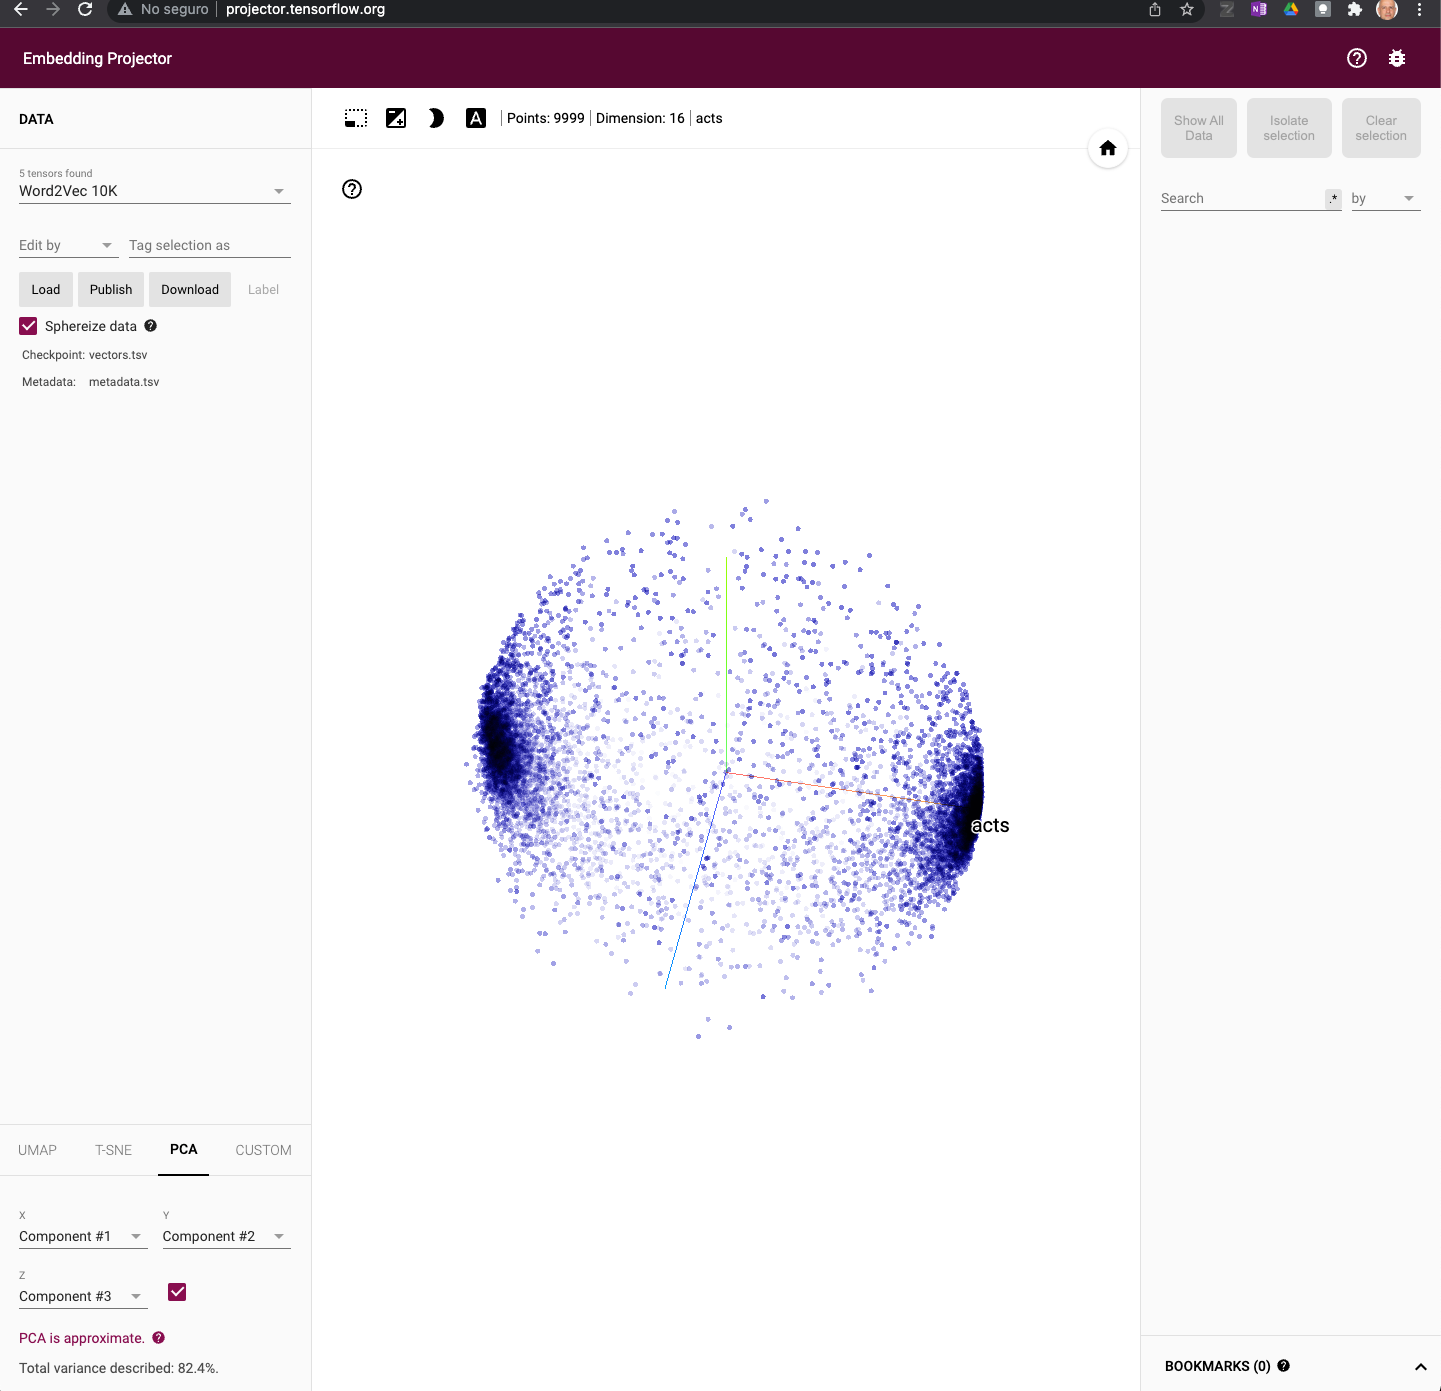 No seguro projector.tensorflow.org
Embedding Projector
DATA
5 tensors found
Word2Vec 10K
Edit by Tag selection as
Load Publish Download Label
Sphereize data
Checkpoint: vectors.tsv
Metadata: metadata.tsv
UMAP T-SNE PCA CUSTOM
X Y
Component #1 Component #2
Z
Component #3
PCA is approximate.
Total variance described: 82.4%.
A Points: 9999 Dimension: 16 acts
acts
Show All
Data
Isolate
selection
Clear
selection
Search .* by
BOOKMARKS (0)